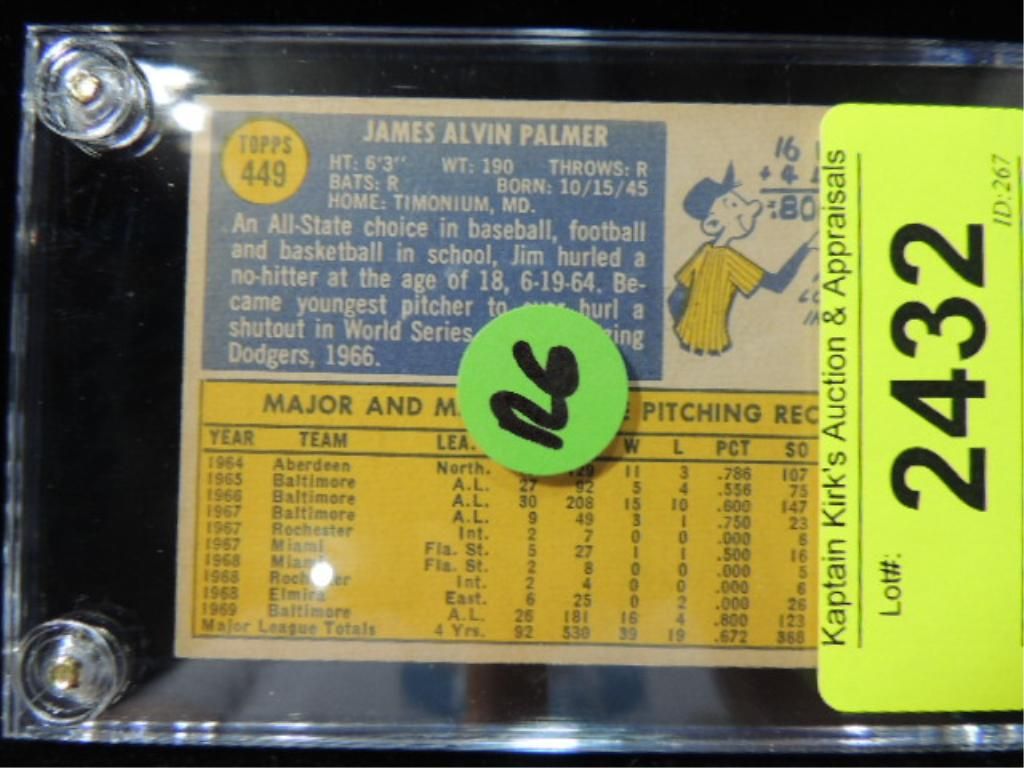 TOPPS
449
JAMES ALVIN PALMER
HT: 6'3" WT: 190 THROWS: R
BATS: R BORN: 10/15/45
HOME: TIMONIUM, MD.
An All-State choice in baseball, football
and basketball in school, Jim hurled a
no-hitter at the age of 18, 6-19-64. Be-
came youngest pitcher to hurl a
shutout in World Series
Dodgers, 1966.
16
+ 4
:80
MAJOR AND PITCHING
YEAR TEAM LEA. W L PCT SO
1964 Aberdeen North. 11 3 .786 107
1965 Baltimore A.L. 27 92 5 4 .556 75
1966 Baltimore A.L. 30 208 15 10 .600 147
1967 Baltimore A.L. 9 49 3 1 .750 23
1967 Rochester Int. 2 7 0 0 .000 6
1967 Miami Fla. St. 5 27 1 1 .500 16
1968 Miami Fla. St. 2 8 0 0 .000 5
1968 Rochester Int. 2 4 0 0 .000 6
1968 Elmira East. 6 25 0 2 .000 26
1969 Baltimore A.L. 26 181 16 4 .800 123
Major League Totals 4 Yrs. 92 530 39 19 .672 368
Kaptain Kirk's Auction & Appraisals
Lot#:
2432
ID:267